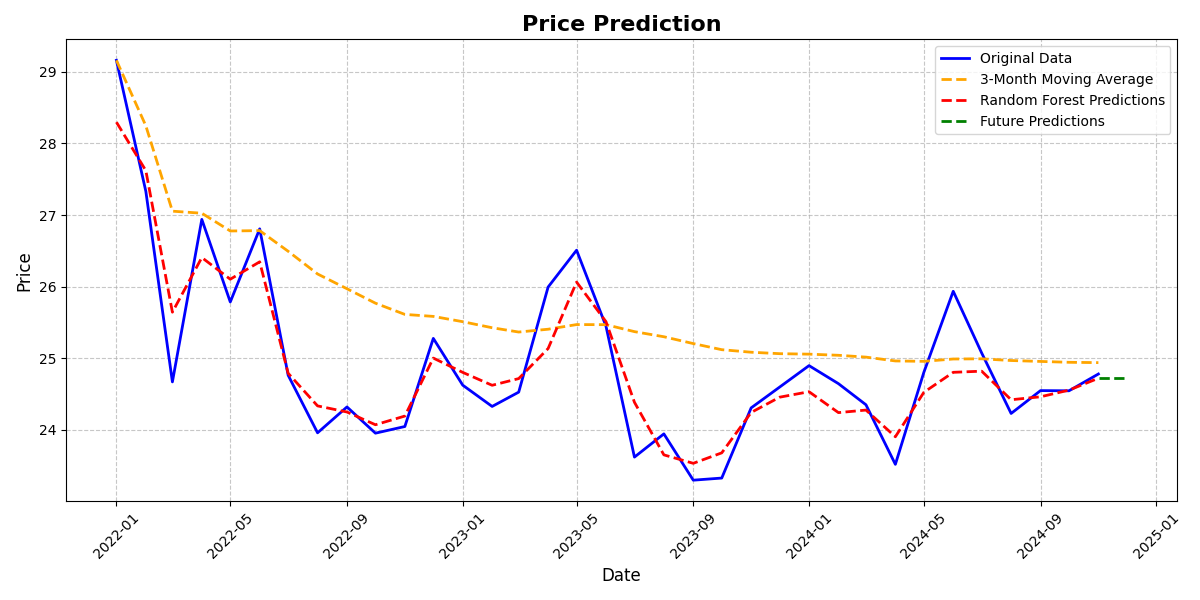 Price Prediction
Original Data
3-Month Moving Average
Random Forest Predictions
Future Predictions
Price
29
28
27
26
25
24
2022-01
2022-05
2022-09
2023-01
2023-05
2023-09
2024-01
2024-05
2024-09
2025-01
Date